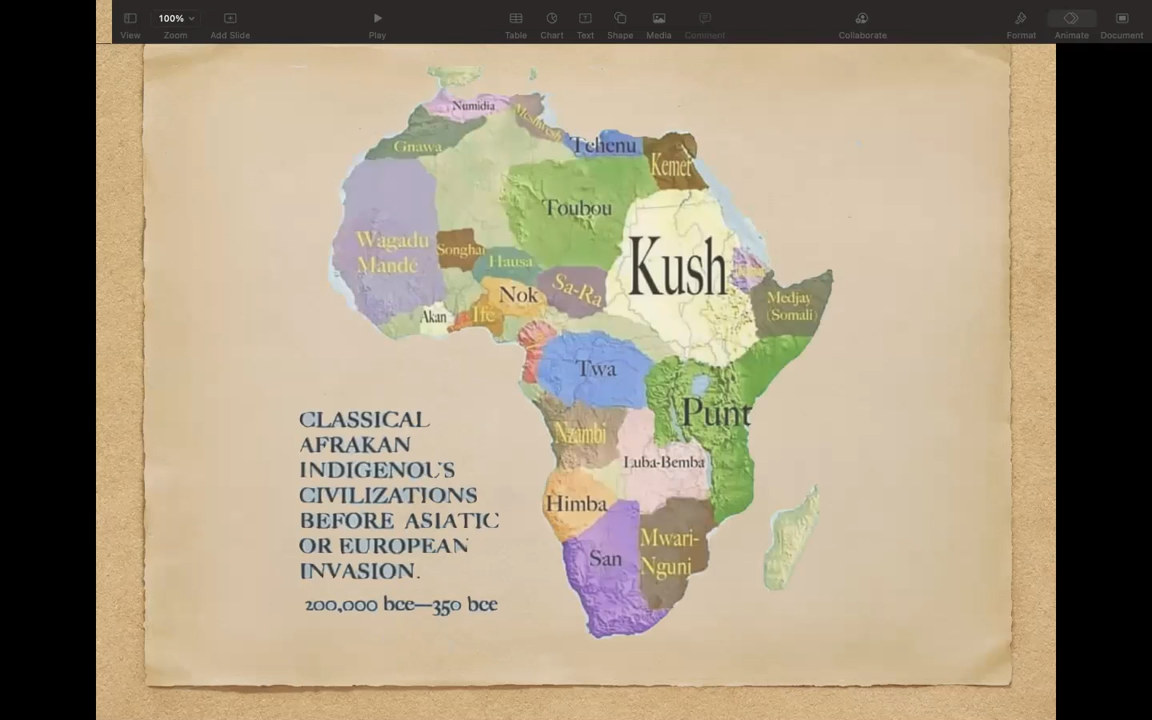 100%
View
Zoom
Add Slide
Play
Table
Chart
Text
Shape
Media
Comment
Collaborate
Format
Animate
Document
Numidia
Meshwesh
Gnawa
Tehenu
Kemet
Toubou
Wagadu
Mandé
Songhai
Hausa
Kush
Nok
Sa-Ra
Medjay
(Somali)
Akan
Ife
Twa
Punt
Nzambi
Luba-Bemba
Himba
Mwari-
Nguni
San
CLASSICAL
AFRAKAN
INDIGENOUS
CIVILIZATIONS
BEFORE ASIATIC
OR EUROPEAN
INVASION.
200,000 bce—350 bce